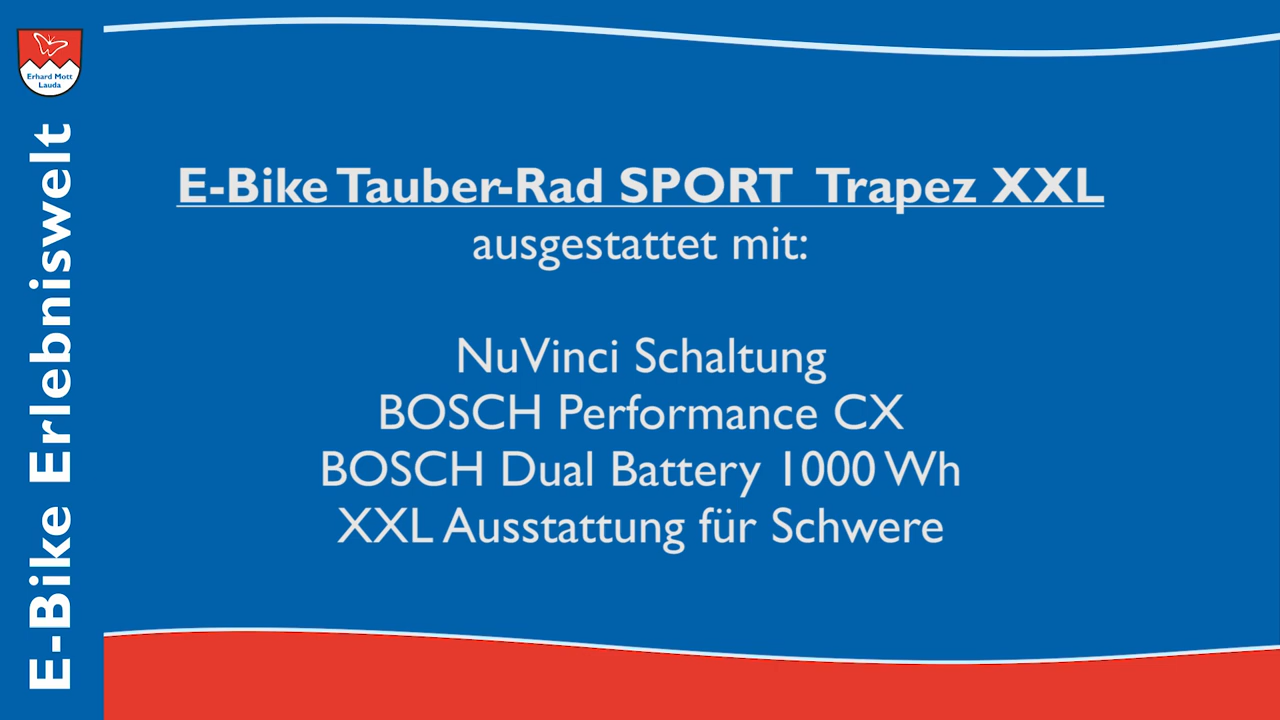 Erhard Mott
Lauda
E-Bike Erlebniswelt
E-Bike Tauber-Rad SPORT Trapez XXL
ausgestattet mit:
NuVinci Schaltung
BOSCH Performance CX
BOSCH Dual Battery 1000 Wh
XXL Ausstattung für Schwere